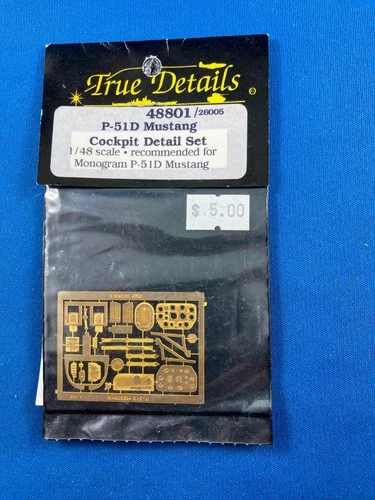 True Details
48801/26005
P-51D Mustang
Cockpit Detail Set
1/48 scale • recommended for
Monogram P-51D Mustang
$ 5.00